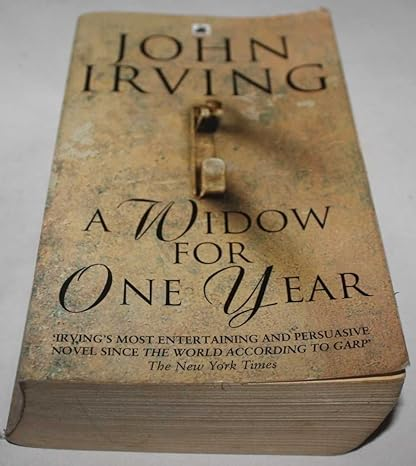 JOHN
IRVING
A WIDOW
FOR
ONE YEAR
'IRVING'S MOST ENTERTAINING AND PERSUASIVE
NOVEL SINCE THE WORLD ACCORDING TO GARP'
The New York Times